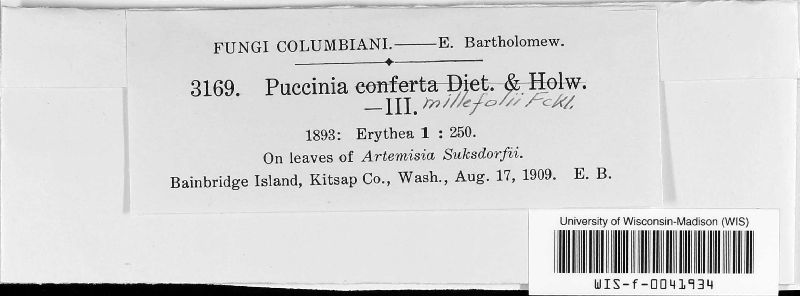 FUNGI COLUMBIANI.—E. Bartholomew.
3169. Puccinia conferta Diet. & Holw.
—III. millefolii Fckl.
1893: Erythea 1 : 250.
On leaves of Artemisia Suksdorfii.
Bainbridge Island, Kitsap Co., Wash., Aug. 17, 1909. E. B.
University of Wisconsin-Madison (WIS)
WIS-f-0041934